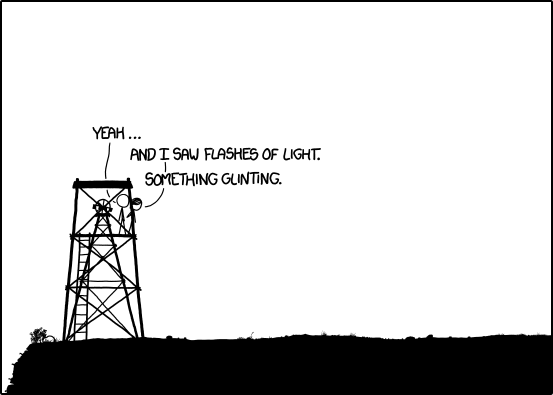 YEAH ...
AND I SAW FLASHES OF LIGHT.
SOMETHING GLINTING.